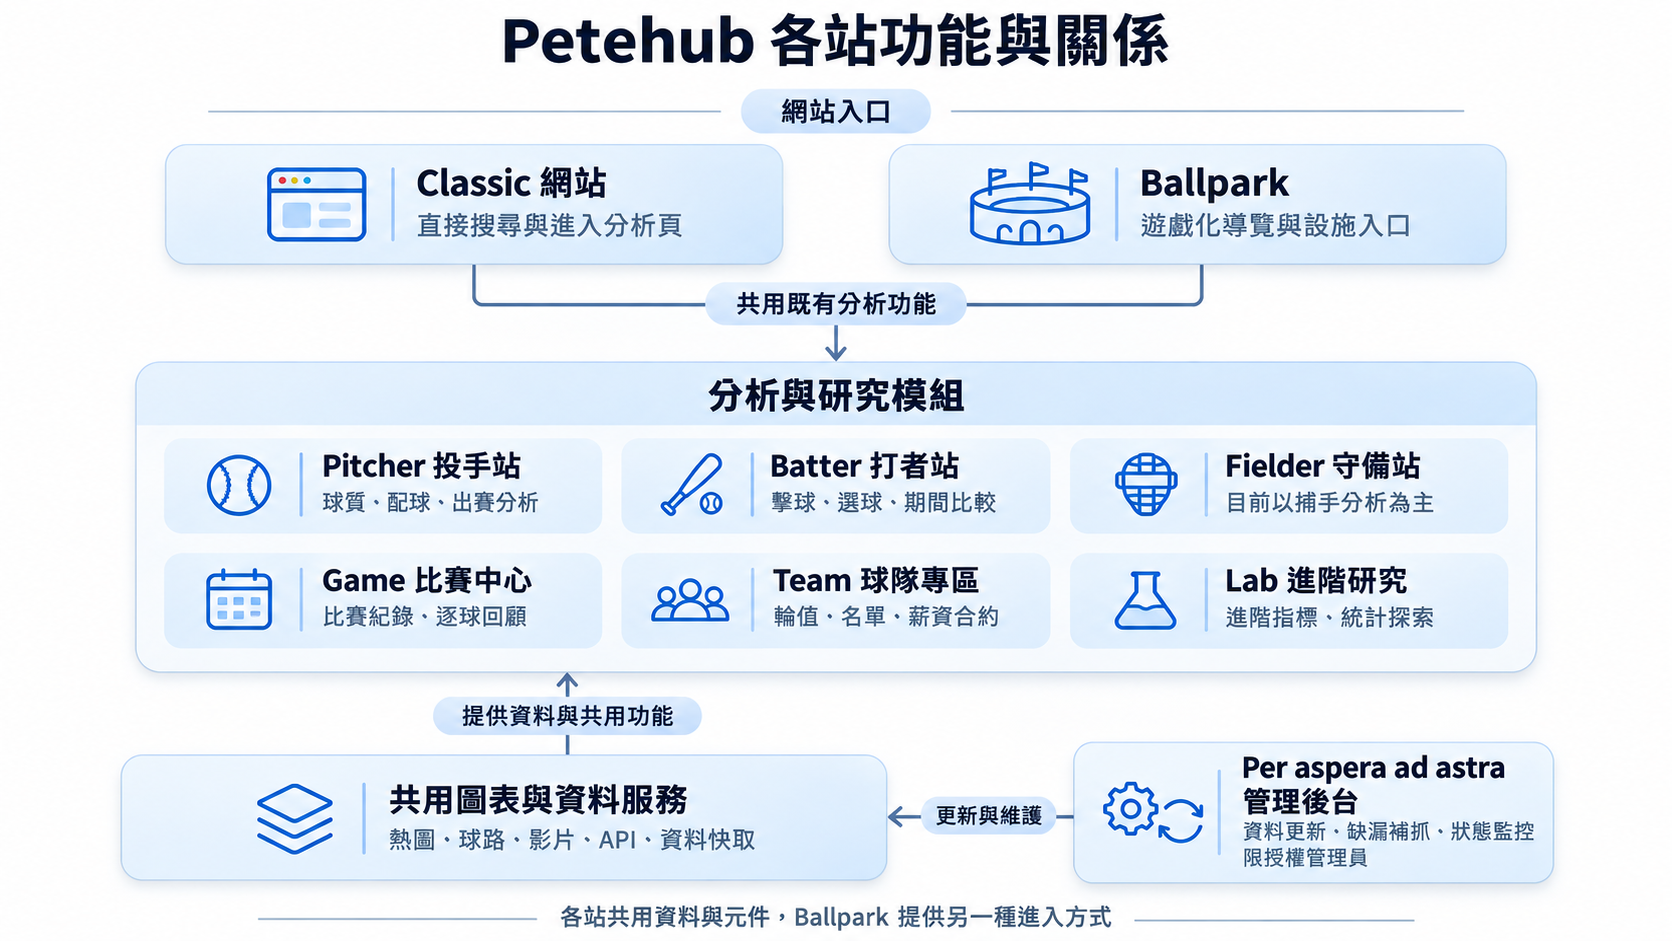 Petehub 各站功能與關係
網站入口
Classic 網站
直接搜尋與進入分析頁
Ballpark
遊戲化導覽與設施入口
共用既有分析功能
分析與研究模組
Pitcher 投手站
球質、配球、出賽分析
Batter 打者站
擊球、選球、期間比較
Fielder 守備站
目前以捕手分析為主
Game 比賽中心
比賽紀錄、逐球回顧
Team 球隊專區
輪值、名單、薪資合約
Lab 進階研究
進階指標、統計探索
提供資料與共用功能
共用圖表與資料服務
熱圖、球路、影片、API、資料快取
更新與維護
Per aspera ad astra
管理後台
資料更新、缺漏補抓、狀態監控
限授權管理員
各站共用資料與元件，Ballpark 提供另一種進入方式